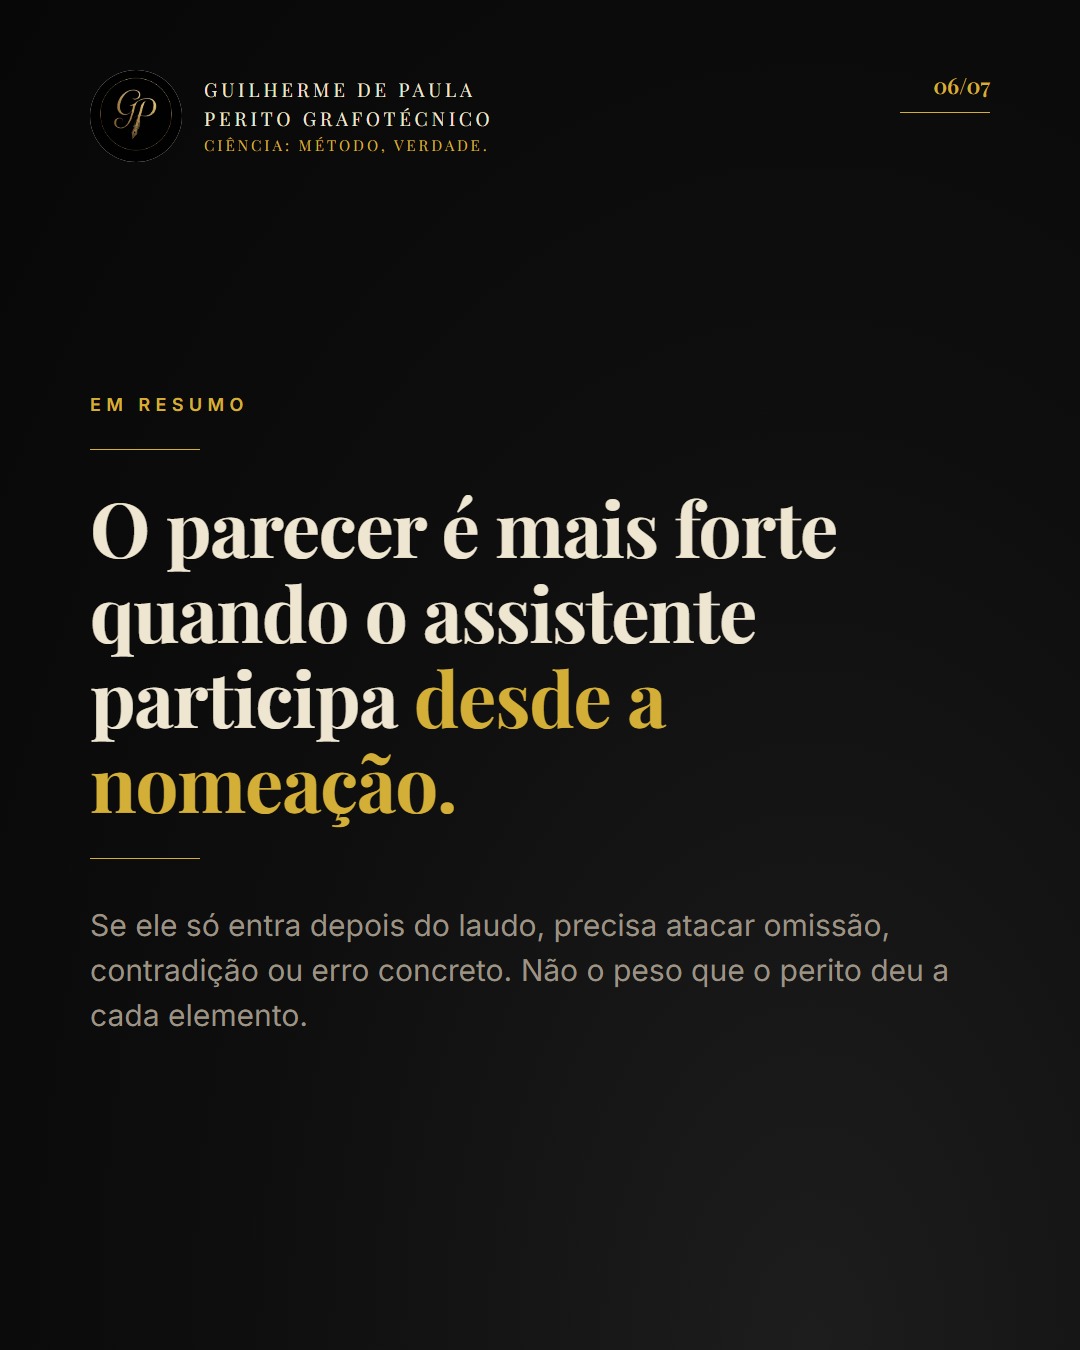 GP
GUILHERME DE PAULA
PERITO GRAFOTÉCNICO
CIÊNCIA: MÉTODO, VERDADE.
06/07
EM RESUMO
O parecer é mais forte
quando o assistente
participa desde a
nomeação.
Se ele só entra depois do laudo, precisa atacar omissão,
contradição ou erro concreto. Não o peso que o perito deu a
cada elemento.